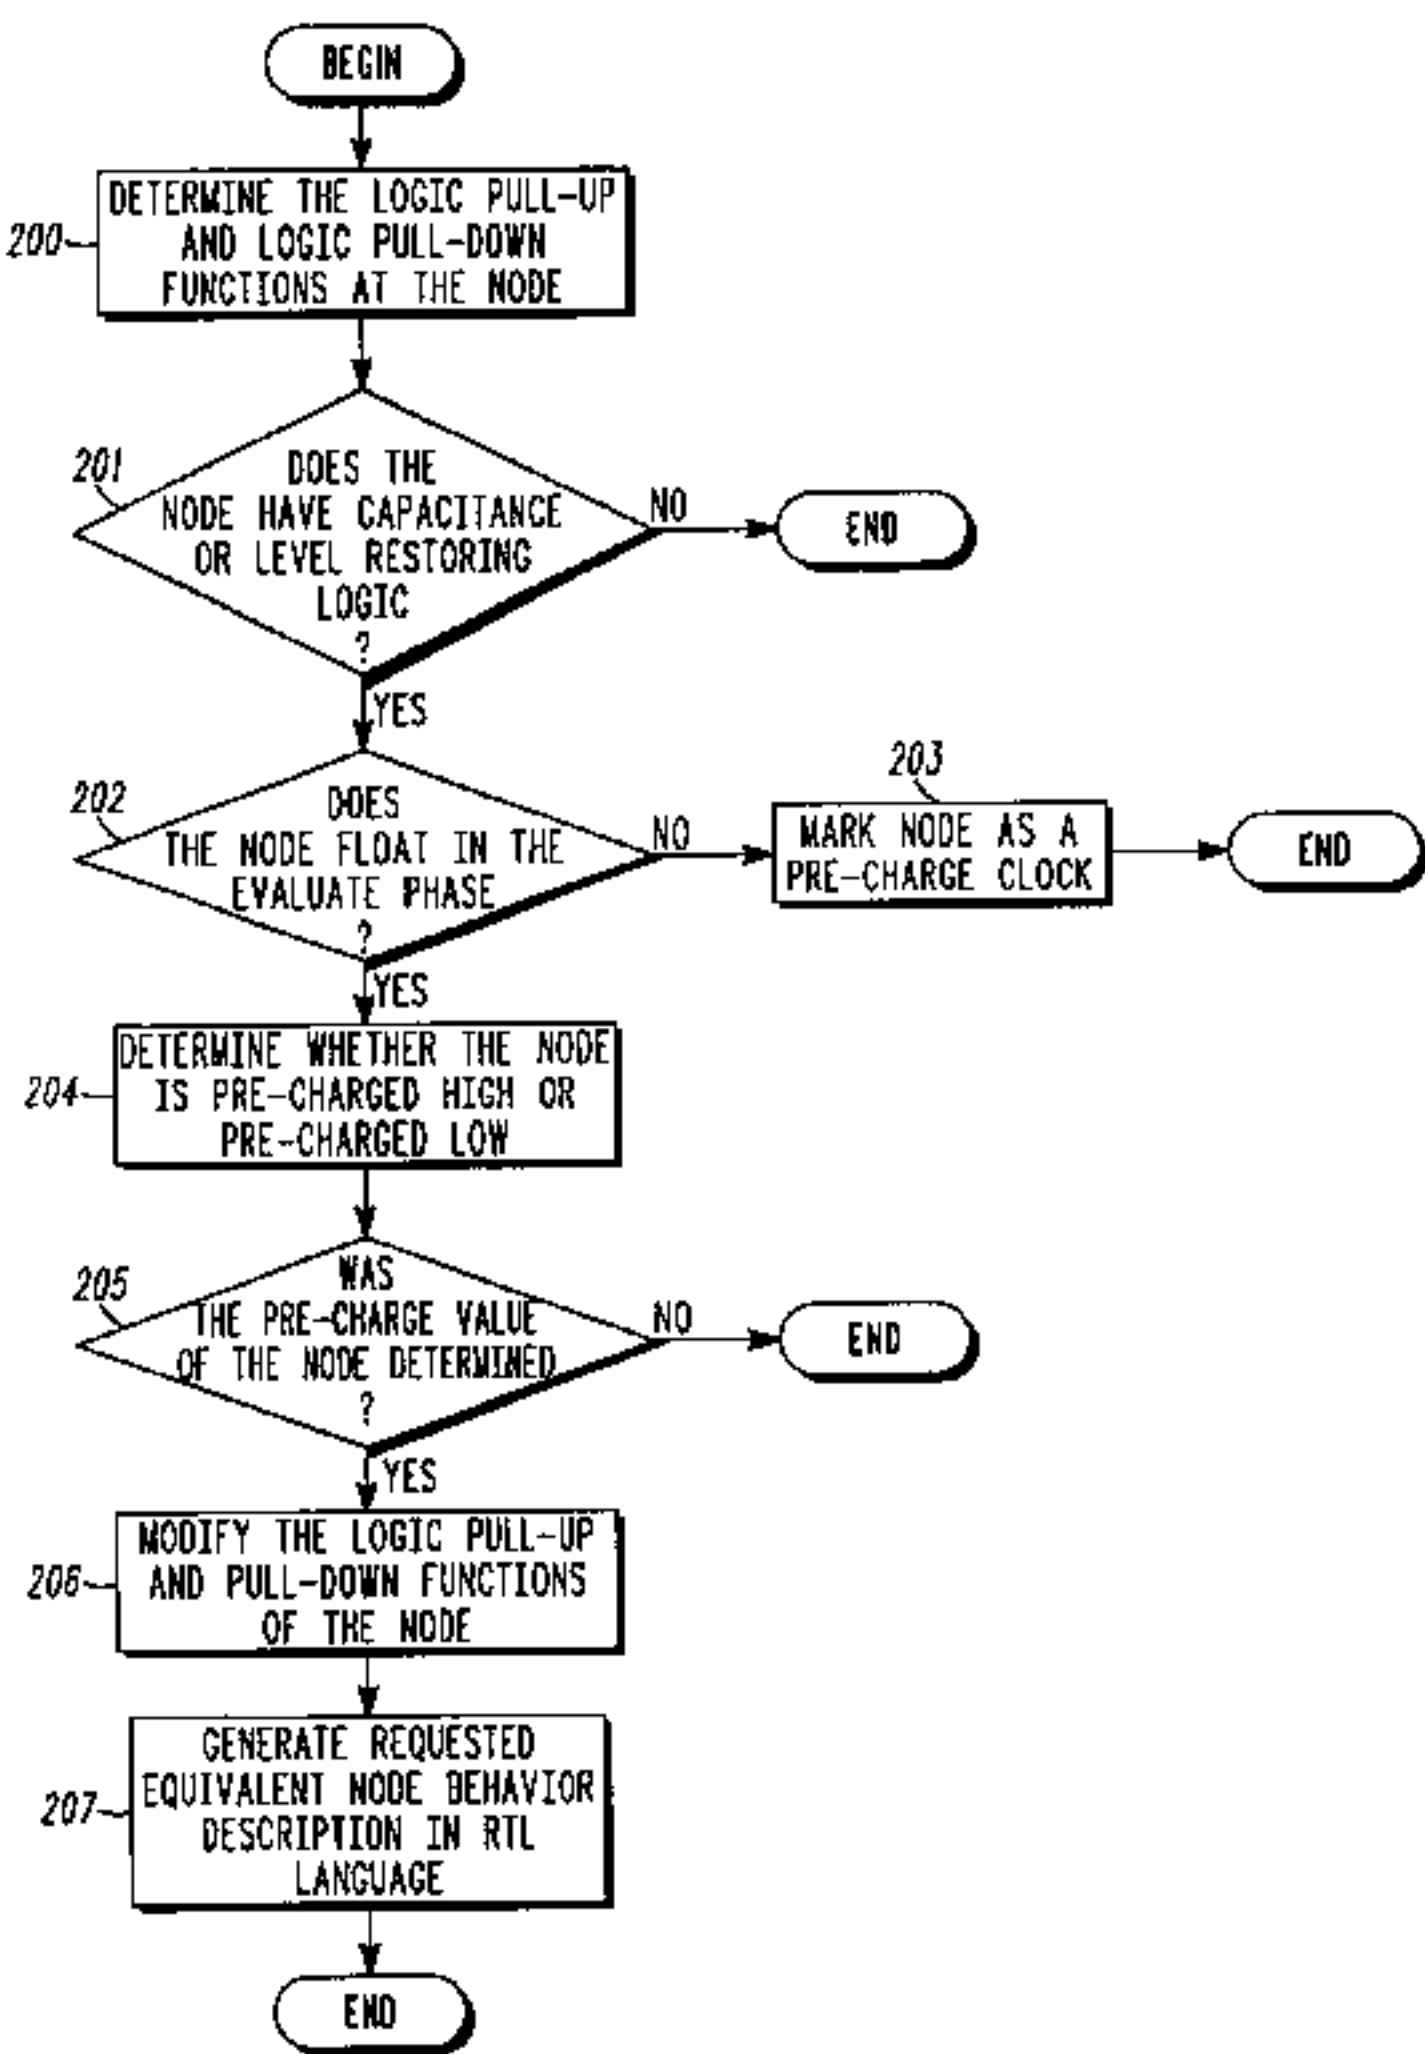 BEGIN
200
DETERMINE THE LOGIC PULL-UP
AND LOGIC PULL-DOWN
FUNCTIONS AT THE NODE
201
DOES THE
NODE HAVE CAPACITANCE
OR LEVEL RESTORING
LOGIC
?
NO
END
YES
202
DOES
THE NODE FLOAT IN THE
EVALUATE PHASE
?
NO
203
MARK NODE AS A
PRE-CHARGE CLOCK
END
YES
204
DETERMINE WHETHER THE NODE
IS PRE-CHARGED HIGH OR
PRE-CHARGED LOW
205
WAS
THE PRE-CHARGE VALUE
OF THE NODE DETERMINED
?
NO
END
YES
206
MODIFY THE LOGIC PULL-UP
AND PULL-DOWN FUNCTIONS
OF THE NODE
207
GENERATE REQUESTED
EQUIVALENT NODE BEHAVIOR
DESCRIPTION IN RTL
LANGUAGE
END